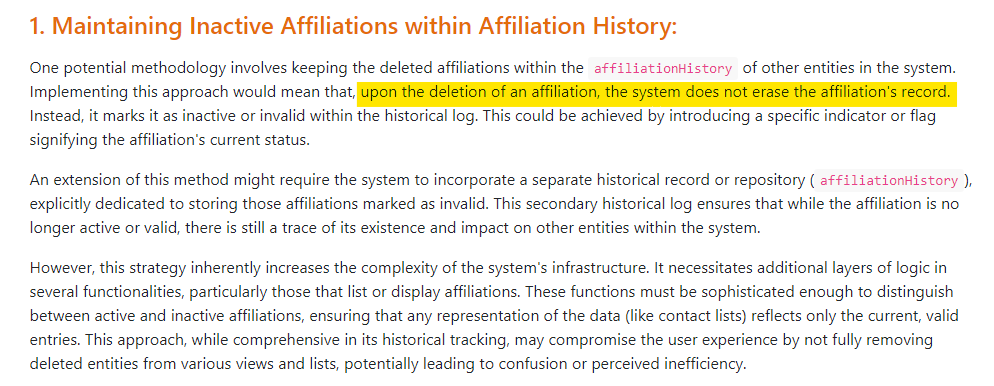 1. Maintaining Inactive Affiliations within Affiliation History:
One potential methodology involves keeping the deleted affiliations within the affiliationHistory of other entities in the system.
Implementing this approach would mean that, upon the deletion of an affiliation, the system does not erase the affiliation's record.
Instead, it marks it as inactive or invalid within the historical log. This could be achieved by introducing a specific indicator or flag
signifying the affiliation's current status.
An extension of this method might require the system to incorporate a separate historical record or repository ( affiliationHistory ),
explicitly dedicated to storing those affiliations marked as invalid. This secondary historical log ensures that while the affiliation is no
longer active or valid, there is still a trace of its existence and impact on other entities within the system.
However, this strategy inherently increases the complexity of the system's infrastructure. It necessitates additional layers of logic in
several functionalities, particularly those that list or display affiliations. These functions must be sophisticated enough to distinguish
between active and inactive affiliations, ensuring that any representation of the data (like contact lists) reflects only the current, valid
entries. This approach, while comprehensive in its historical tracking, may compromise the user experience by not fully removing
deleted entities from various views and lists, potentially leading to confusion or perceived inefficiency.